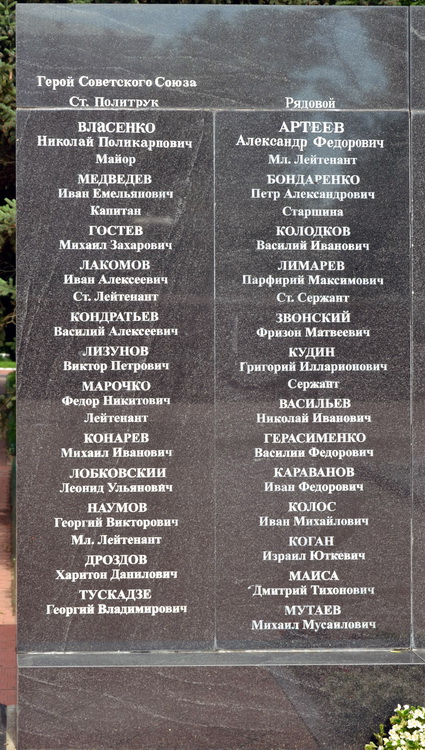 Герой Советского Союза
Ст. Политрук
ВЛАСЕНКО
Николай Поликарпович
Майор
МЕДВЕДЕВ
Иван Емельянович
Капитан
ГОСТЕВ
Михаил Захарович
ЛАКОМОВ
Иван Алексеевич
Ст. Лейтенант
КОНДРАТЬЕВ
Василий Алексеевич
ЛИЗУНОВ
Виктор Петрович
МАРОЧКО
Федор Никитович
Лейтенант
КОНАРЕВ
Михаил Иванович
ЛОБКОВСКИИ
Леонид Ульянович
НАУМОВ
Георгий Викторович
Мл. Лейтенант
ДРОЗДОВ
Харитон Данилович
ТУСКАДЗЕ
Георгий Владимирович
Рядовой
АРТЕЕВ
Александр Федорович
Мл. Лейтенант
БОНДАРЕНКО
Петр Александрович
Старшина
КОЛОДКОВ
Василий Иванович
ЛИМАРЕВ
Парфирий Максимович
Ст. Сержант
ЗВОНСКИЙ
Фризон Матвеевич
КУДИН
Григорий Илларионович
Сержант
ВАСИЛЬЕВ
Николай Иванович
ГЕРАСИМЕНКО
Василии Федорович
КАРАВАНОВ
Иван Федорович
КОЛОС
Иван Михайлович
КОГАН
Израил Юткевич
МАИСА
Дмитрий Тихонович
МУТАЕВ
Михаил Мусаилович